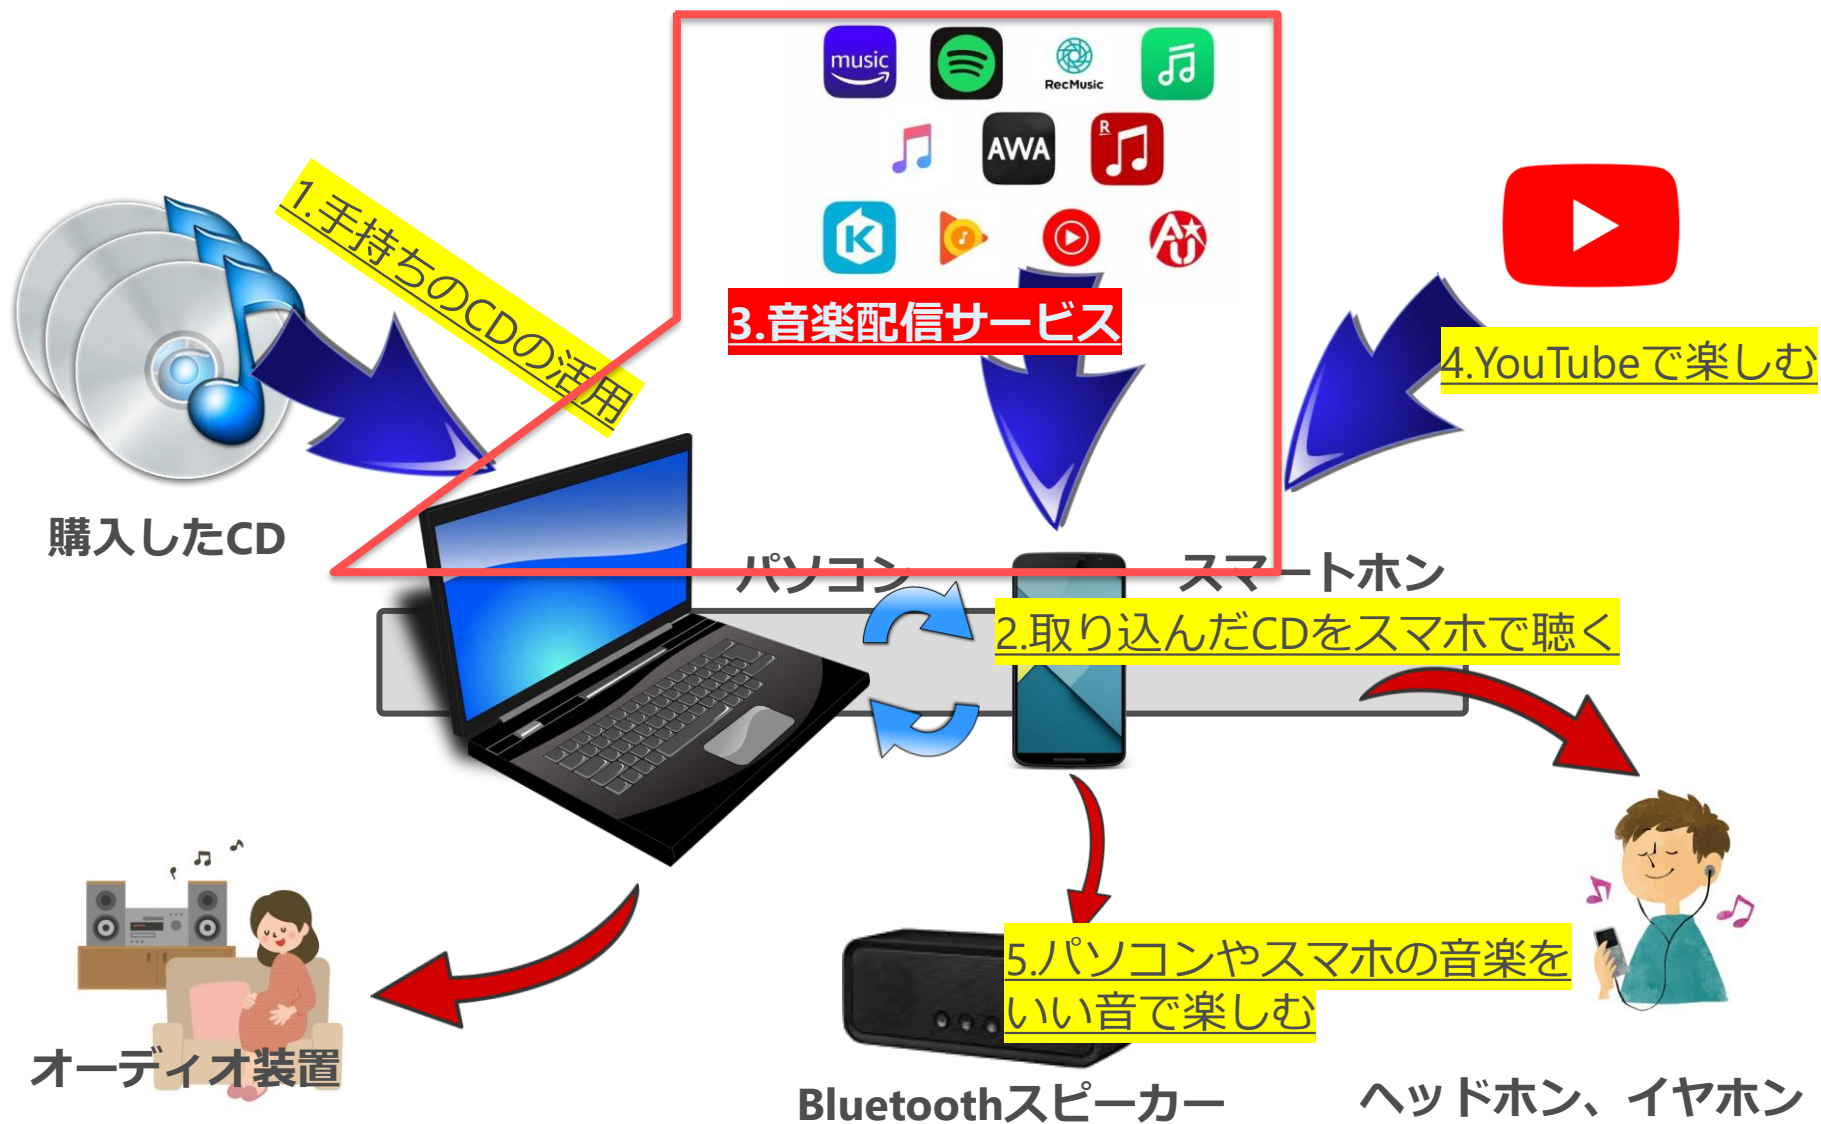 music
RecMusic
AWA
R
K
A★U
1.手持ちのCDの活用
3.音楽配信サービス
4.YouTubeで楽しむ
購入したCD
パソコン
スマートホン
2.取り込んだCDをスマホで聴く
5.パソコンやスマホの音楽を
いい音で楽しむ
オーディオ装置
Bluetoothスピーカー
ヘッドホン、イヤホン